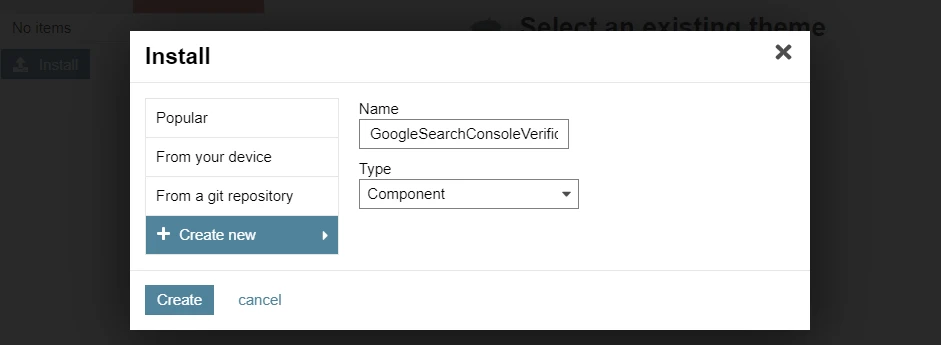 No items
Select an existing theme
Install
Install
Popular
From your device
From a git repository
+ Create new
Name
GoogleSearchConsoleVerific
Type
Component
Create
cancel